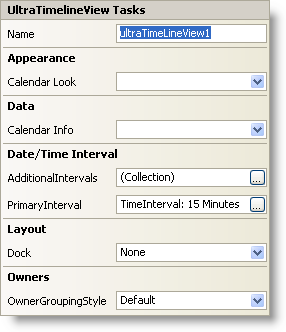 UltraTimelineView Tasks
Name ultraTimeLineView1
Appearance
Calendar Look
Data
Calendar Info
Date/Time Interval
AdditionalIntervals (Collection) ...
PrimaryInterval TimeInterval: 15 Minutes ...
Layout
Dock None
Owners
OwnerGroupingStyle Default